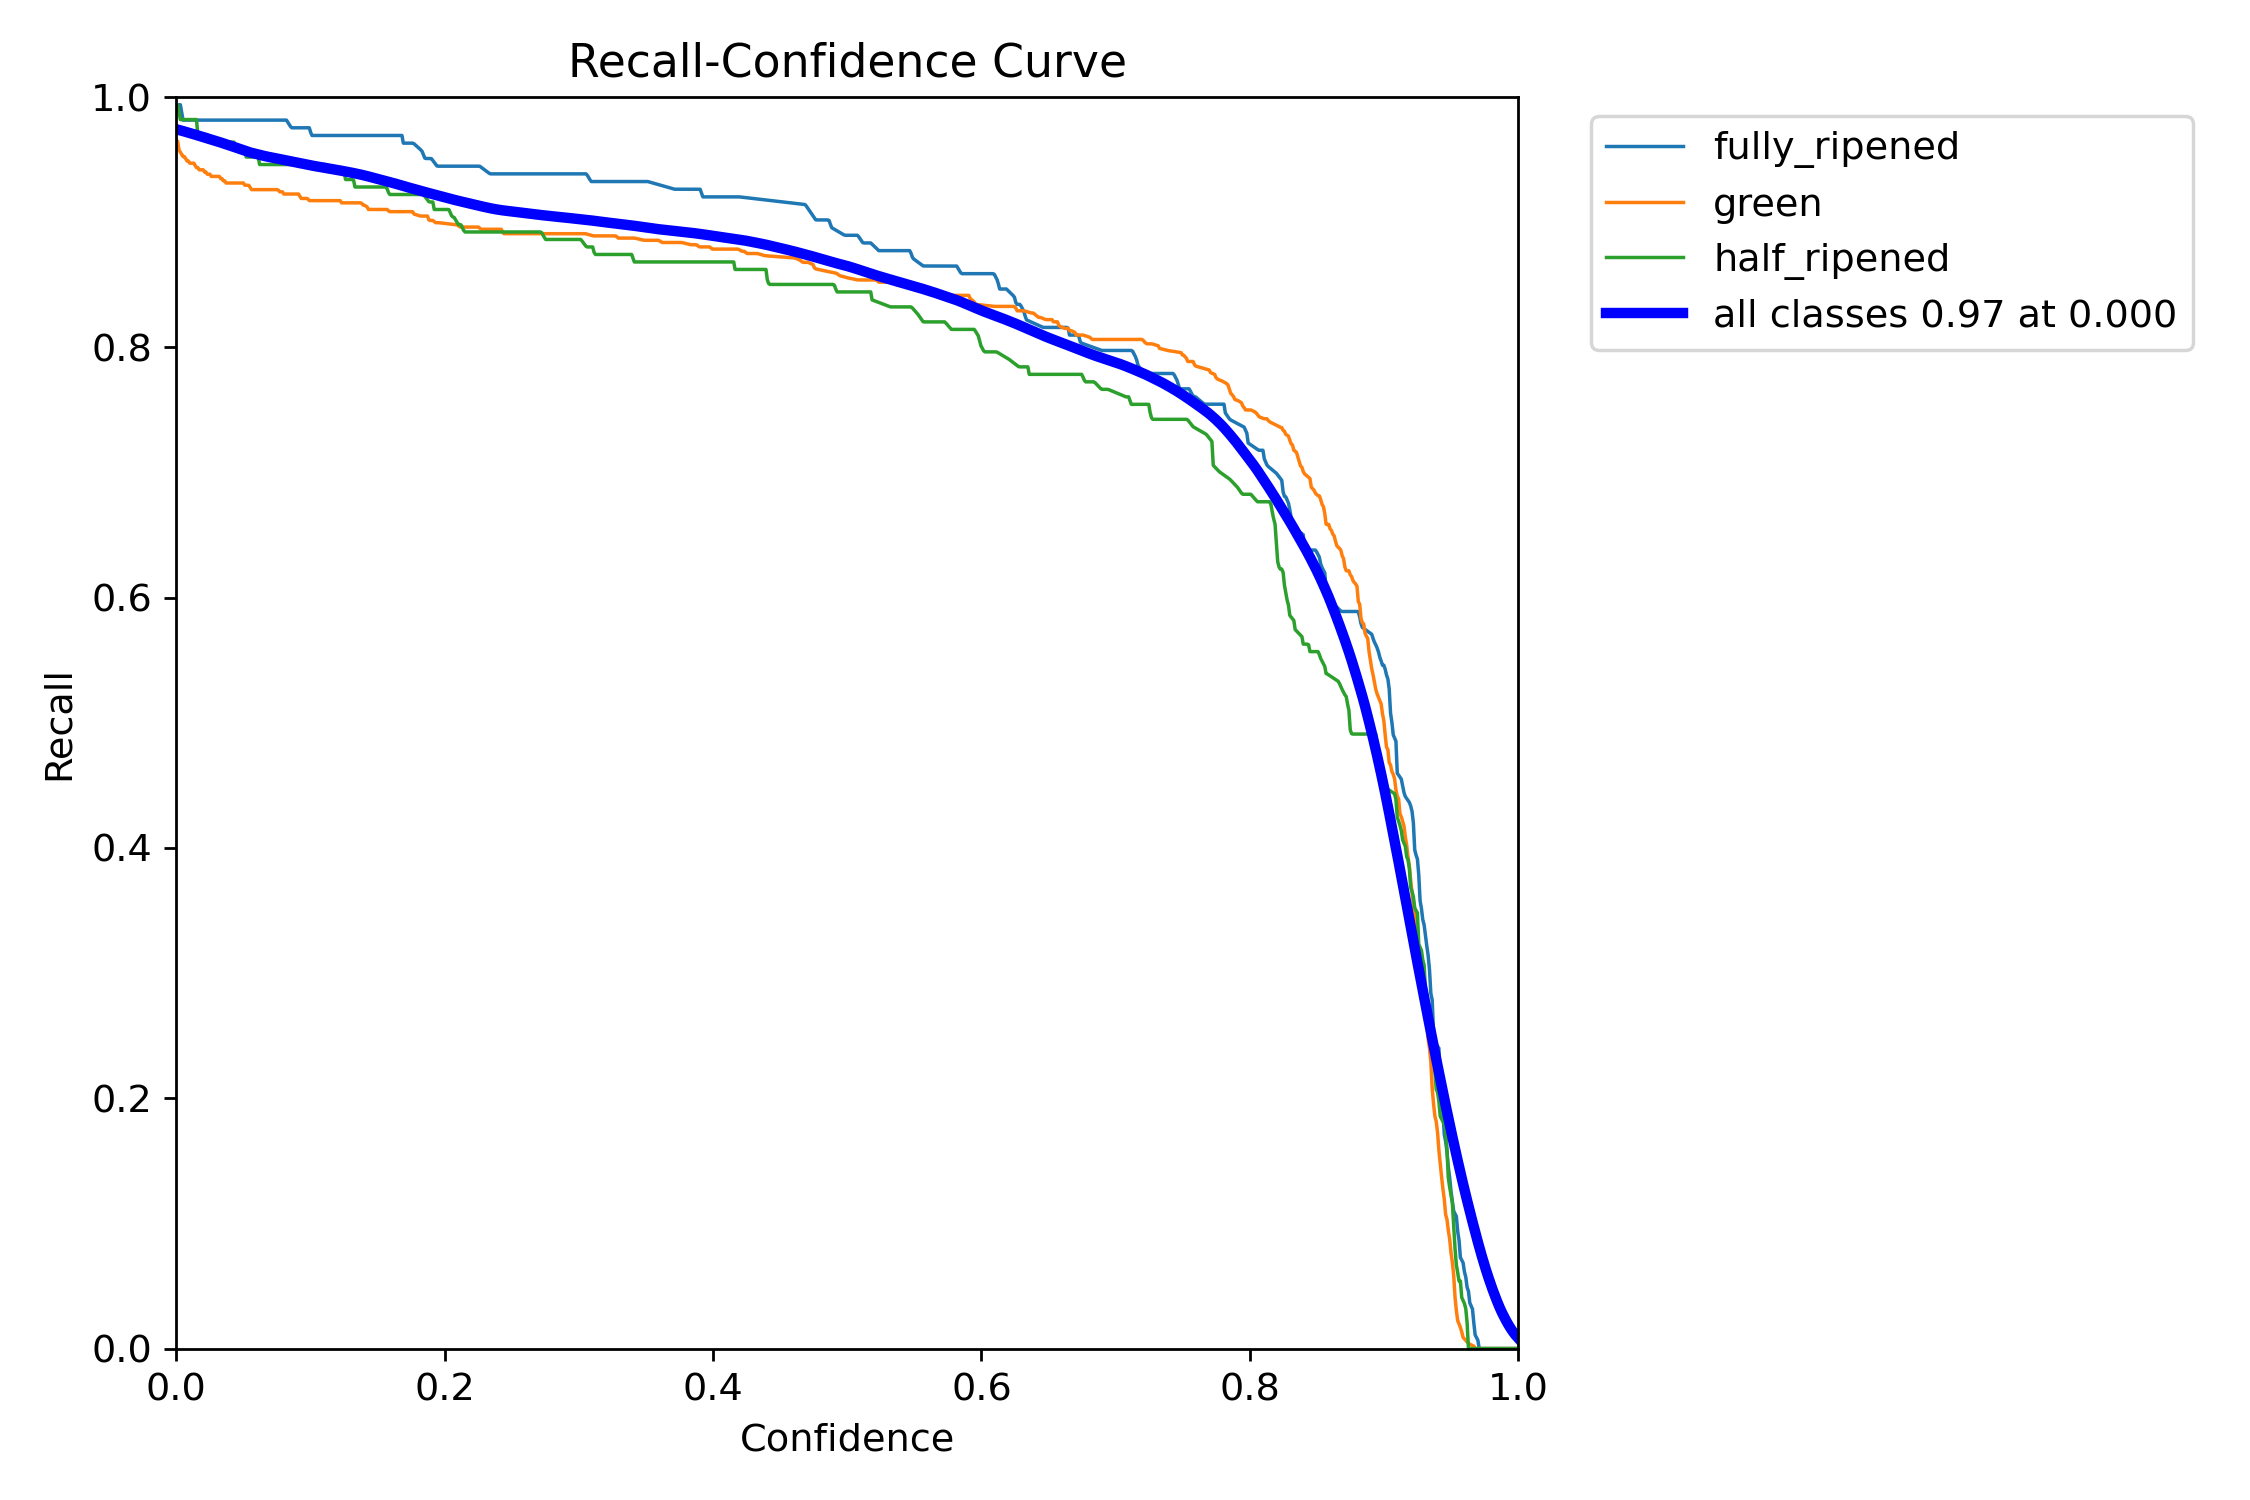 Recall-Confidence Curve
1.0
0.8
0.6
0.4
0.2
0.0
Recall
0.0 0.2 0.4 0.6 0.8 1.0
Confidence
fully_ripened
green
half_ripened
all classes 0.97 at 0.000